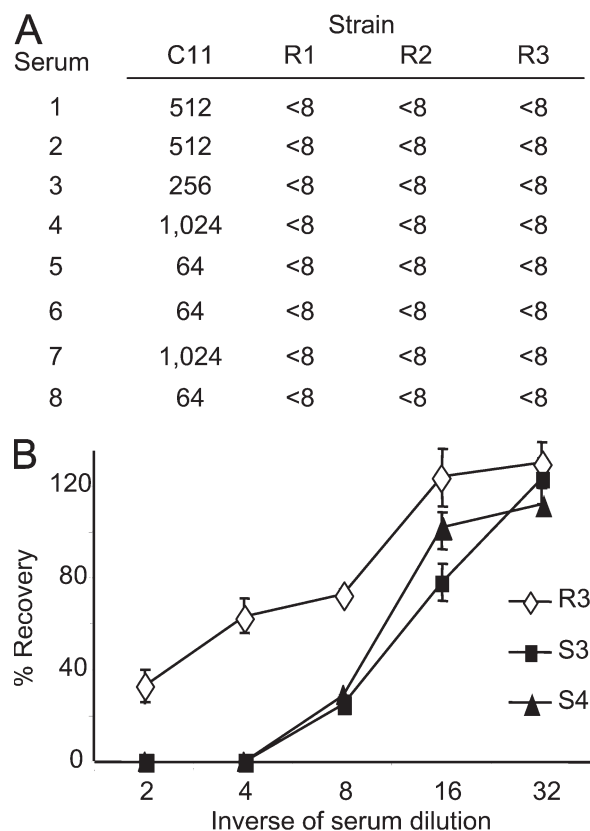 A
Strain
Serum C11 R1 R2 R3
1 512 <8 <8 <8
2 512 <8 <8 <8
3 256 <8 <8 <8
4 1,024 <8 <8 <8
5 64 <8 <8 <8
6 64 <8 <8 <8
7 1,024 <8 <8 <8
8 64 <8 <8 <8
B
% Recovery
120
80
40
0
2 4 8 16 32
Inverse of serum dilution
R3
S3
S4